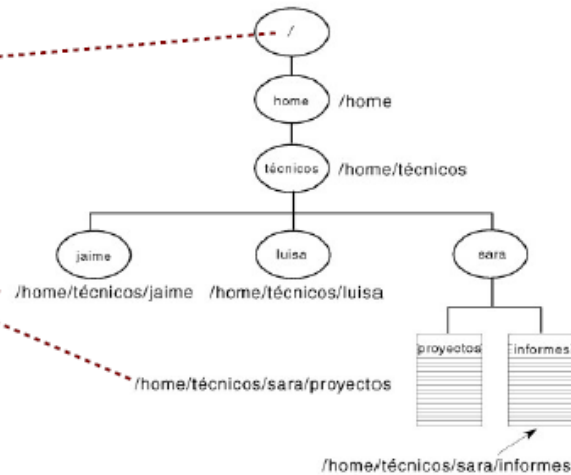 /
home /home
técnicos /home/técnicos
jaime luisa sara
/home/técnicos/jaime /home/técnicos/luisa
proyectos informes
/home/técnicos/sara/proyectos
/home/técnicos/sara/informes